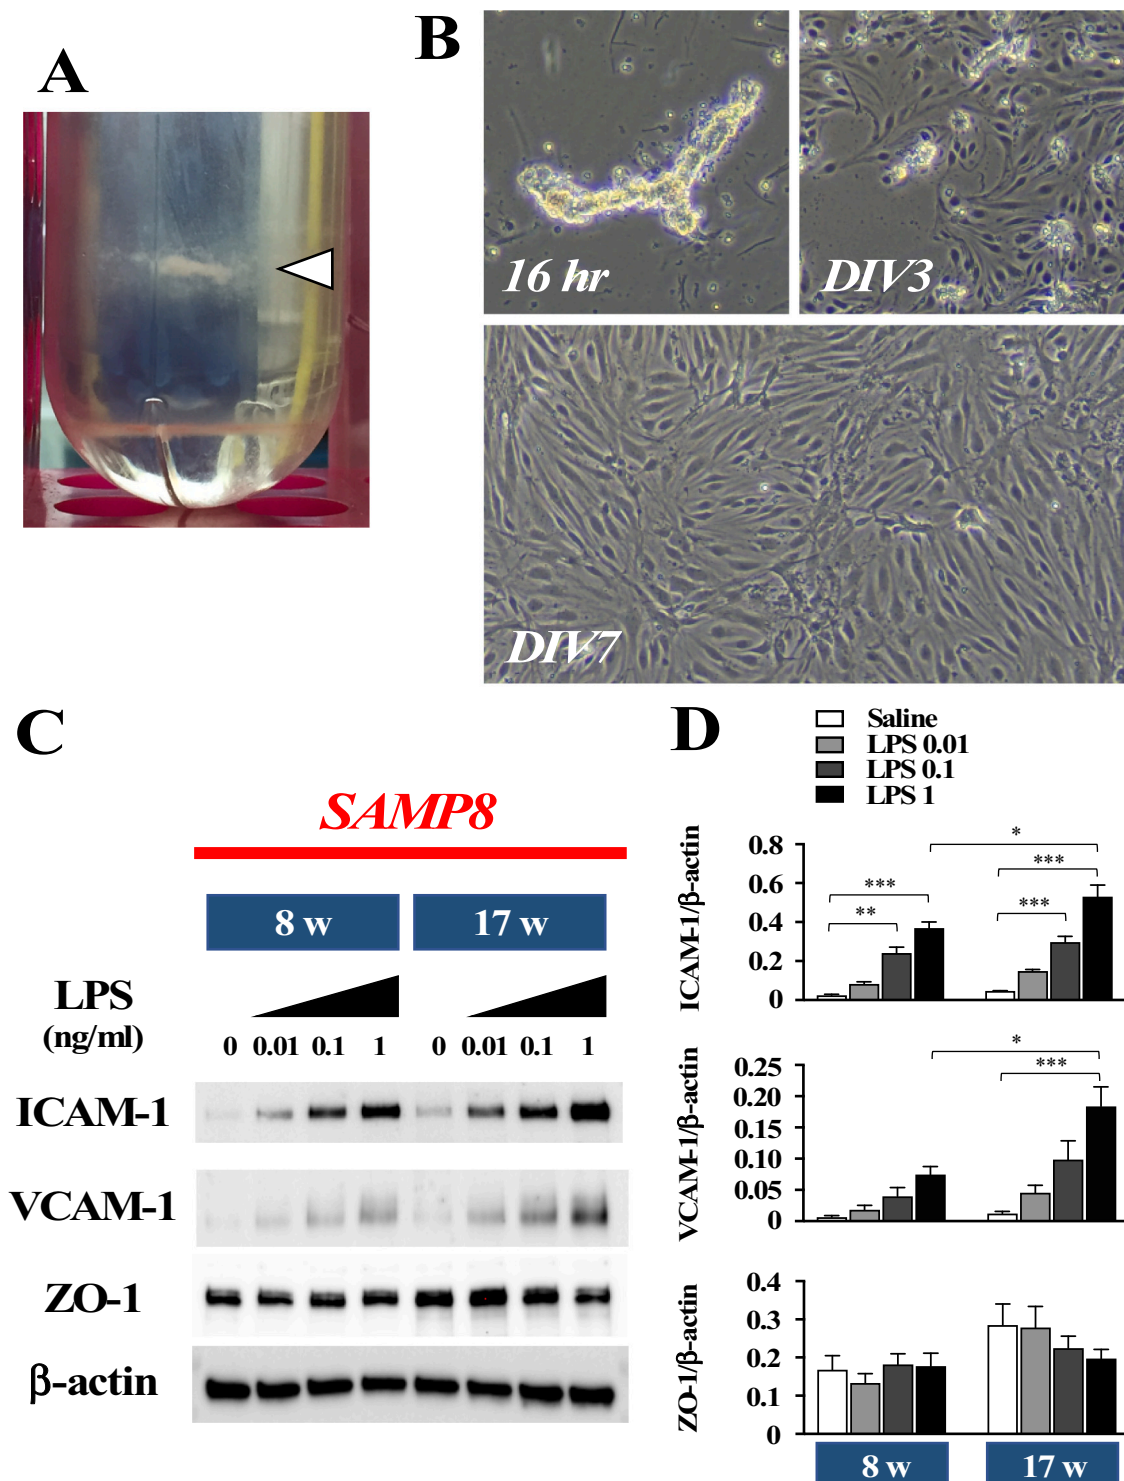 A
B
16 hr
DIV3
DIV7
C
SAMP8
8 w
17 w
LPS
(ng/ml)
0 0.01 0.1 1 0 0.01 0.1 1
ICAM-1
VCAM-1
ZO-1
β-actin
D
Saline
LPS 0.01
LPS 0.1
LPS 1
ICAM-1/β-actin
0.8
0.6
0.4
0.2
0
***
**
*
***
***
VCAM-1/β-actin
0.25
0.20
0.15
0.10
0.05
0
*
***
ZO-1/β-actin
0.4
0.3
0.2
0.1
0
8 w
17 w